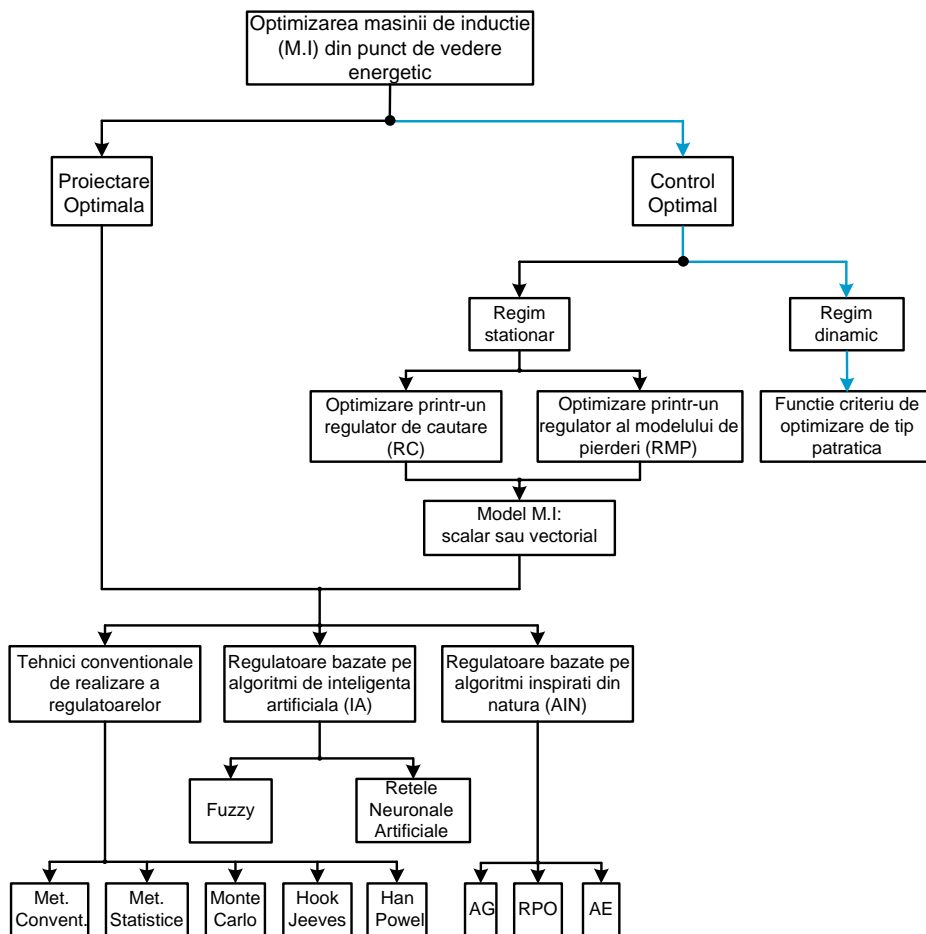 Optimizarea masinii de inductie
(M.I) din punct de vedere
energetic
Proiectare
Optimala
Control
Optimal
Regim
stationar
Regim
dinamic
Optimizare printr-un
regulator de cautare
(RC)
Optimizare printr-un
regulator al modelului de
pierderi (RMP)
Functie criteriu de
optimizare de tip
patratica
Model M.I:
scalar sau vectorial
Tehnici conventionale
de realizare a
regulatoarelor
Regulatoare bazate pe
algoritmi de inteligenta
artificiala (IA)
Regulatoare bazate pe
algoritmi inspirati din
natura (AIN)
Fuzzy
Retele
Neuronale
Artificiale
Met.
Convent.
Met.
Statistice
Monte
Carlo
Hook
Jeeves
Han
Powel
AG
RPO
AE